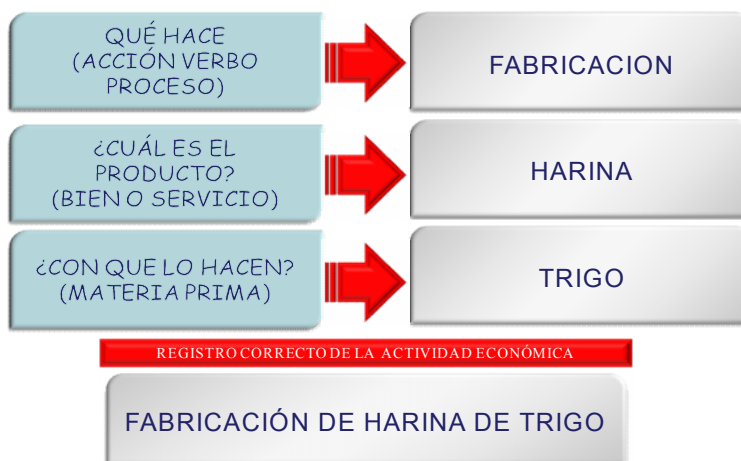 QUÉ HACE
(ACCIÓN VERBO
PROCESO)
FABRICACION
¿CUÁL ES EL
PRODUCTO?
(BIEN O SERVICIO)
HARINA
¿CON QUE LO HACEN?
(MATERIA PRIMA)
TRIGO
REGISTRO CORRECTO DE LA ACTIVIDAD ECONÓMICA
FABRICACIÓN DE HARINA DE TRIGO